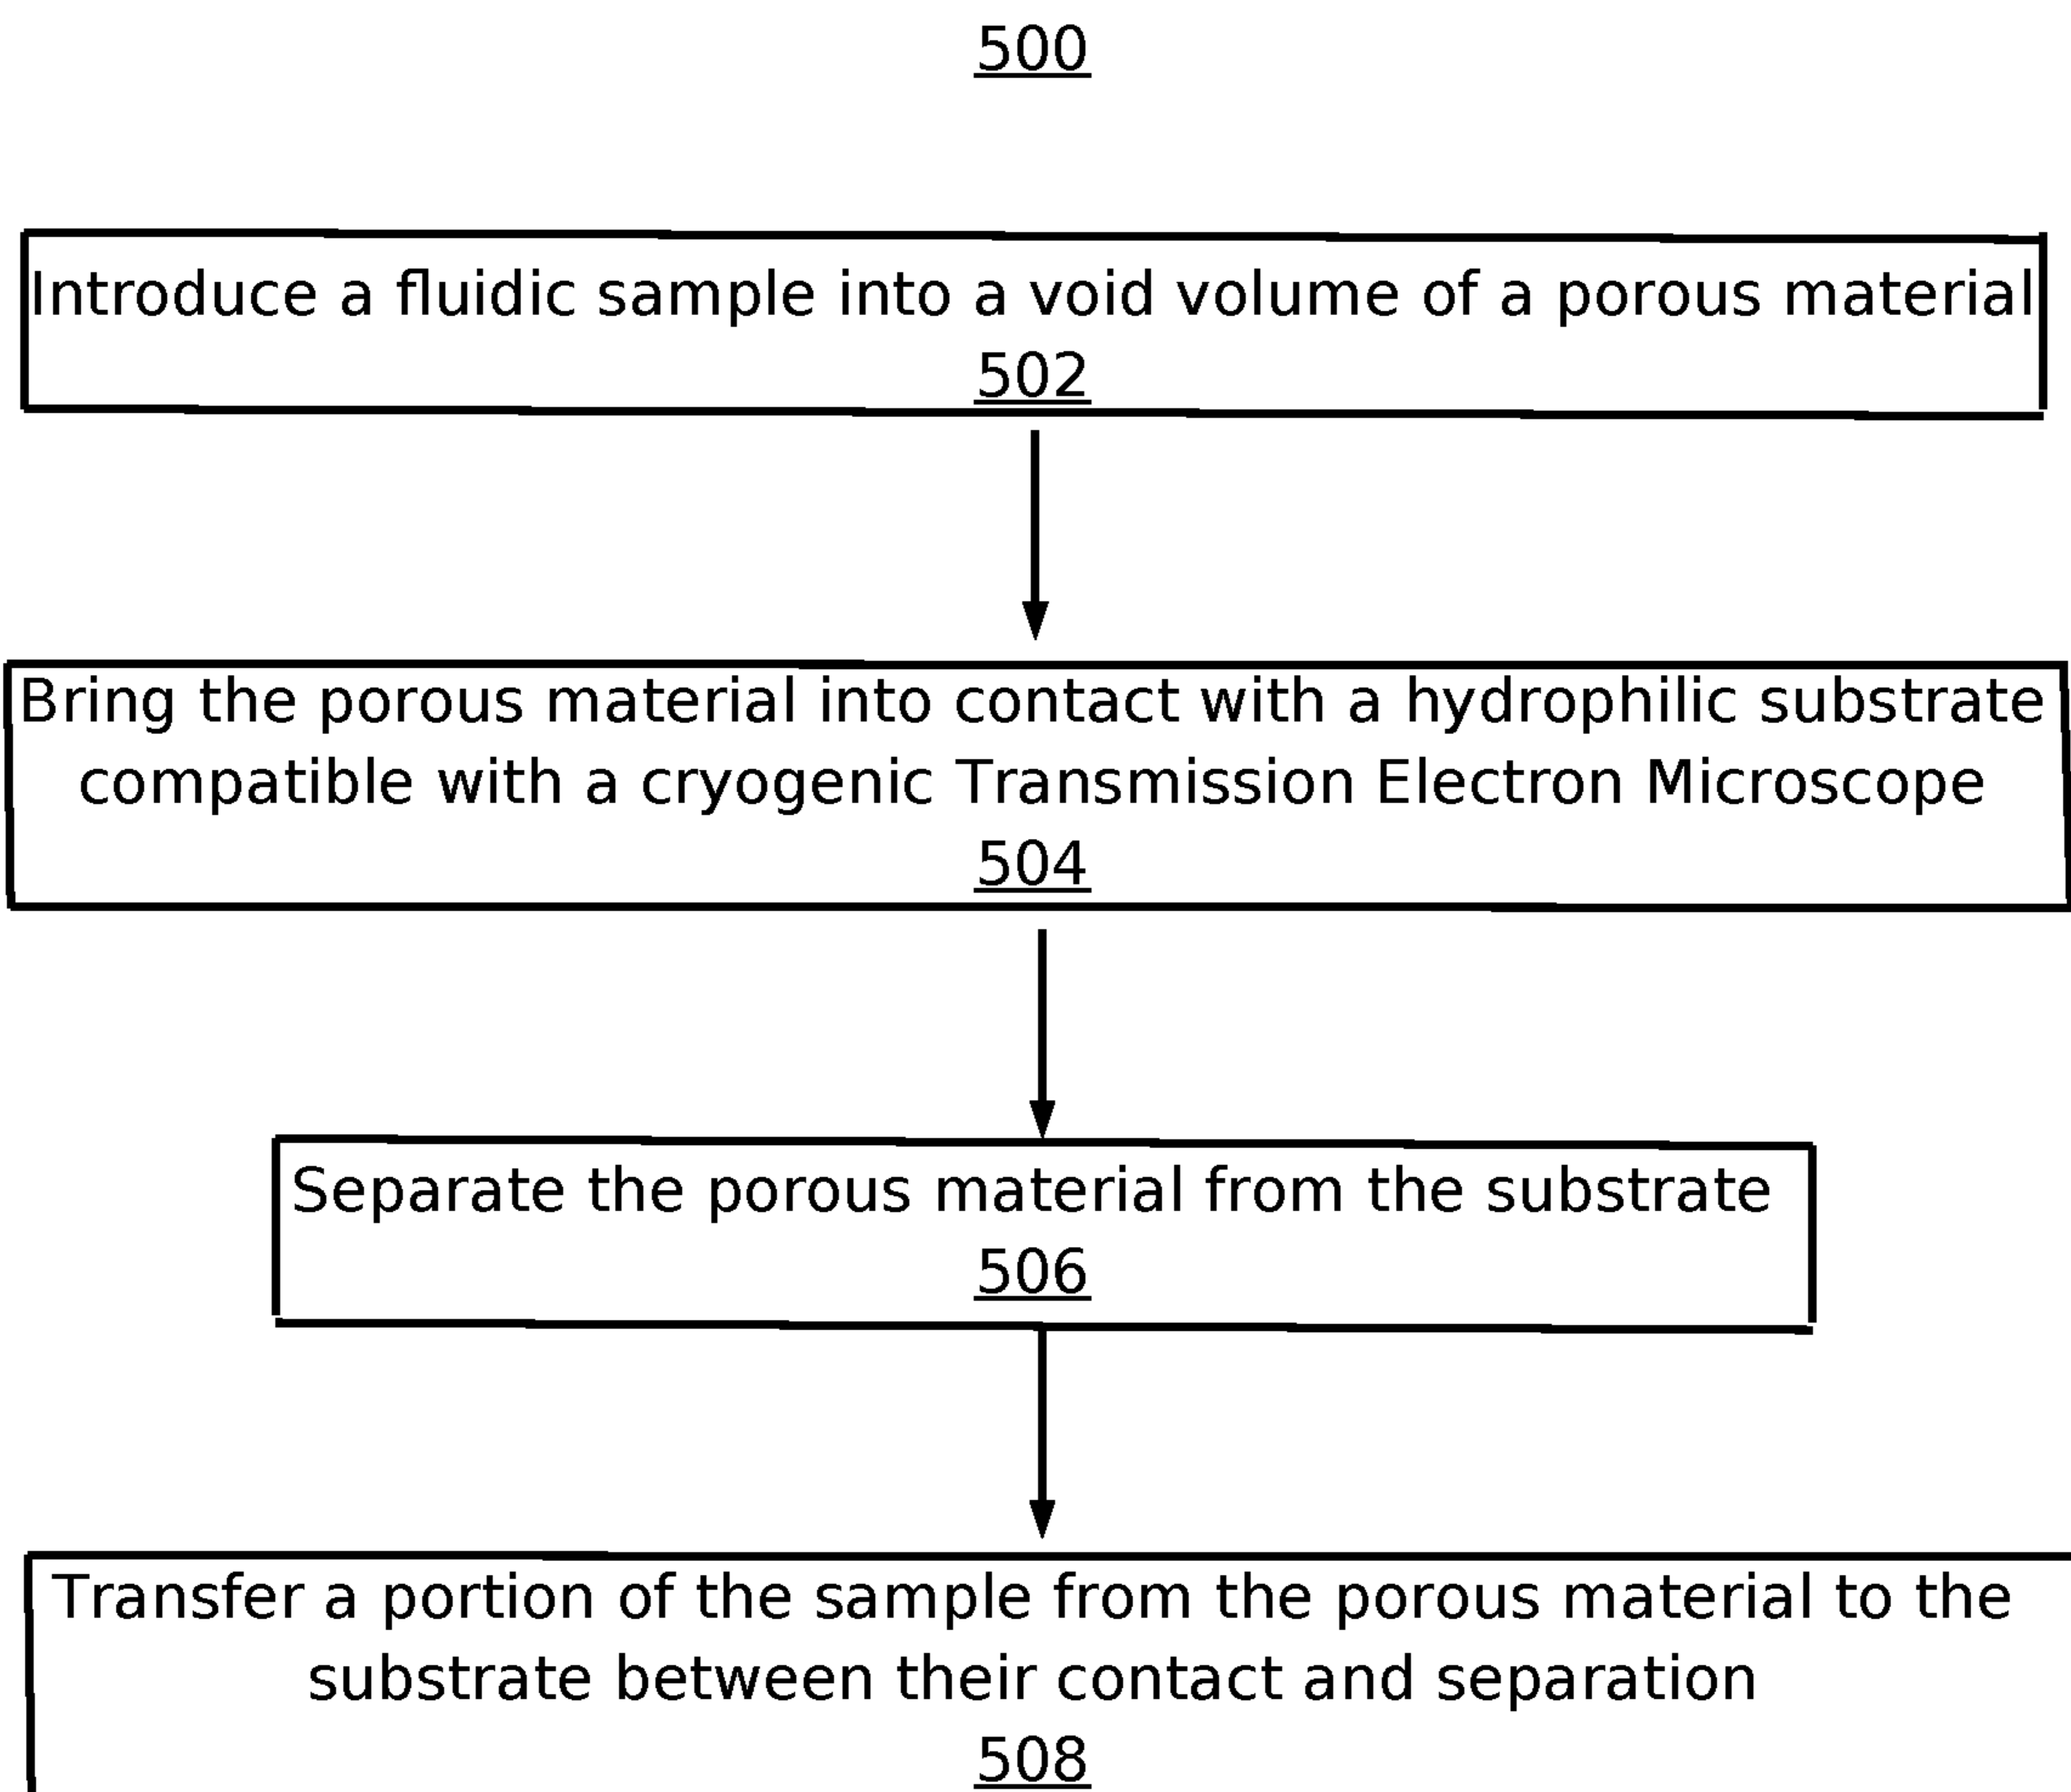 500
Introduce a fluidic sample into a void volume of a porous material
502
Bring the porous material into contact with a hydrophilic substrate
compatible with a cryogenic Transmission Electron Microscope
504
Separate the porous material from the substrate
506
Transfer a portion of the sample from the porous material to the
substrate between their contact and separation
508